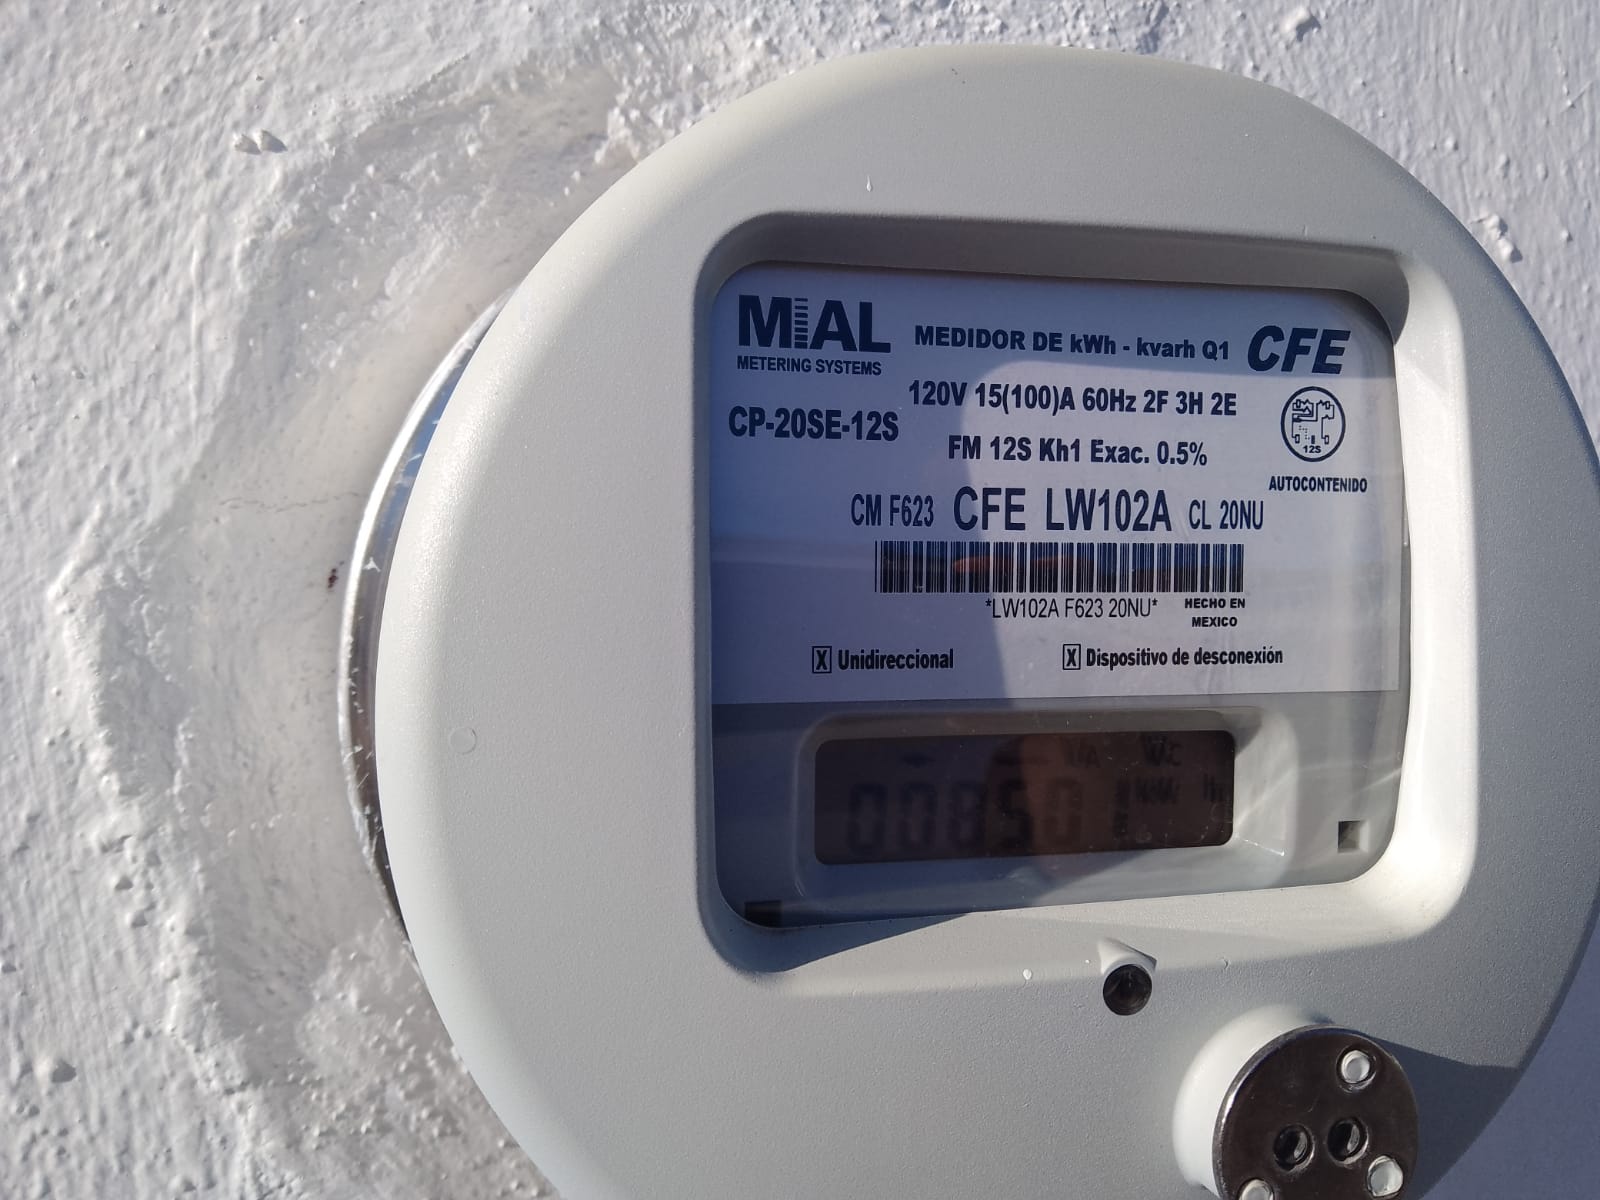 MIAL
METERING SYSTEMS
MEDIDOR DE kWh - kvarh Q1
CFE
120V 15(100)A 60Hz 2F 3H 2E
CP-20SE-12S
FM 12S Kh1 Exac. 0.5%
12S
AUTOCONTENIDO
CM F623 CFE LW102A CL 20NU
*LW102A F623 20NU*
HECHO EN
MEXICO
X Unidireccional
X Dispositivo de desconexión
00850